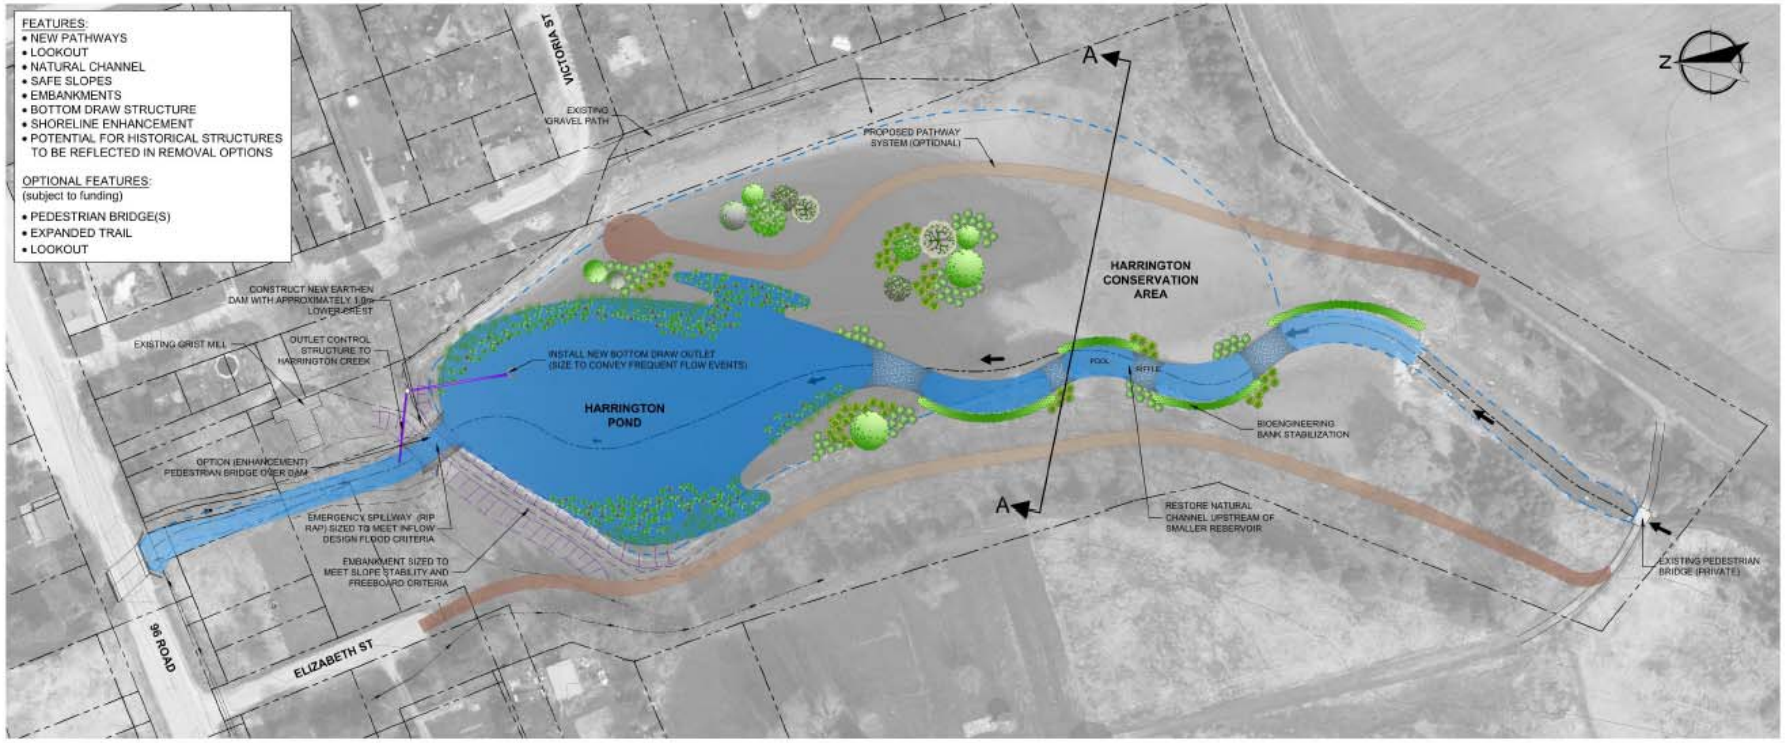 FEATURES:
• NEW PATHWAYS
• LOOKOUT
• NATURAL CHANNEL
• SAFE SLOPES
• EMBANKMENTS
• BOTTOM DRAW STRUCTURE
• SHORELINE ENHANCEMENT
• POTENTIAL FOR HISTORICAL STRUCTURES
TO BE REFLECTED IN REMOVAL OPTIONS
OPTIONAL FEATURES:
(subject to funding)
• PEDESTRIAN BRIDGE(S)
• EXPANDED TRAIL
• LOOKOUT
VICTORIA ST
EXISTING
GRAVEL PATH
PROPOSED PATHWAY
SYSTEM (OPTIONAL)
A
Z
HARRINGTON
CONSERVATION
AREA
CONSTRUCT NEW EARTHEN
DAM WITH APPROXIMATELY 1.0m
LOWER CREST
EXISTING GRIST MILL
OUTLET CONTROL
STRUCTURE TO
HARRINGTON CREEK
INSTALL NEW BOTTOM DRAW OUTLET
(SIZE TO CONVEY FREQUENT FLOW EVENTS)
HARRINGTON
POND
POOL
RIFFLE
BIOENGINEERING
BANK STABILIZATION
OPTION (ENHANCEMENT)
PEDESTRIAN BRIDGE OVER DAM
A
RESTORE NATURAL
CHANNEL UPSTREAM OF
SMALLER RESERVOIR
EMERGENCY SPILLWAY (RIP
RAP) SIZED TO MEET INFLOW
DESIGN FLOOD CRITERIA
EMBANKMENT SIZED TO
MEET SLOPE STABILITY AND
FREEBOARD CRITERIA
EXISTING PEDESTRIAN
BRIDGE (PRIVATE)
96 ROAD
ELIZABETH ST